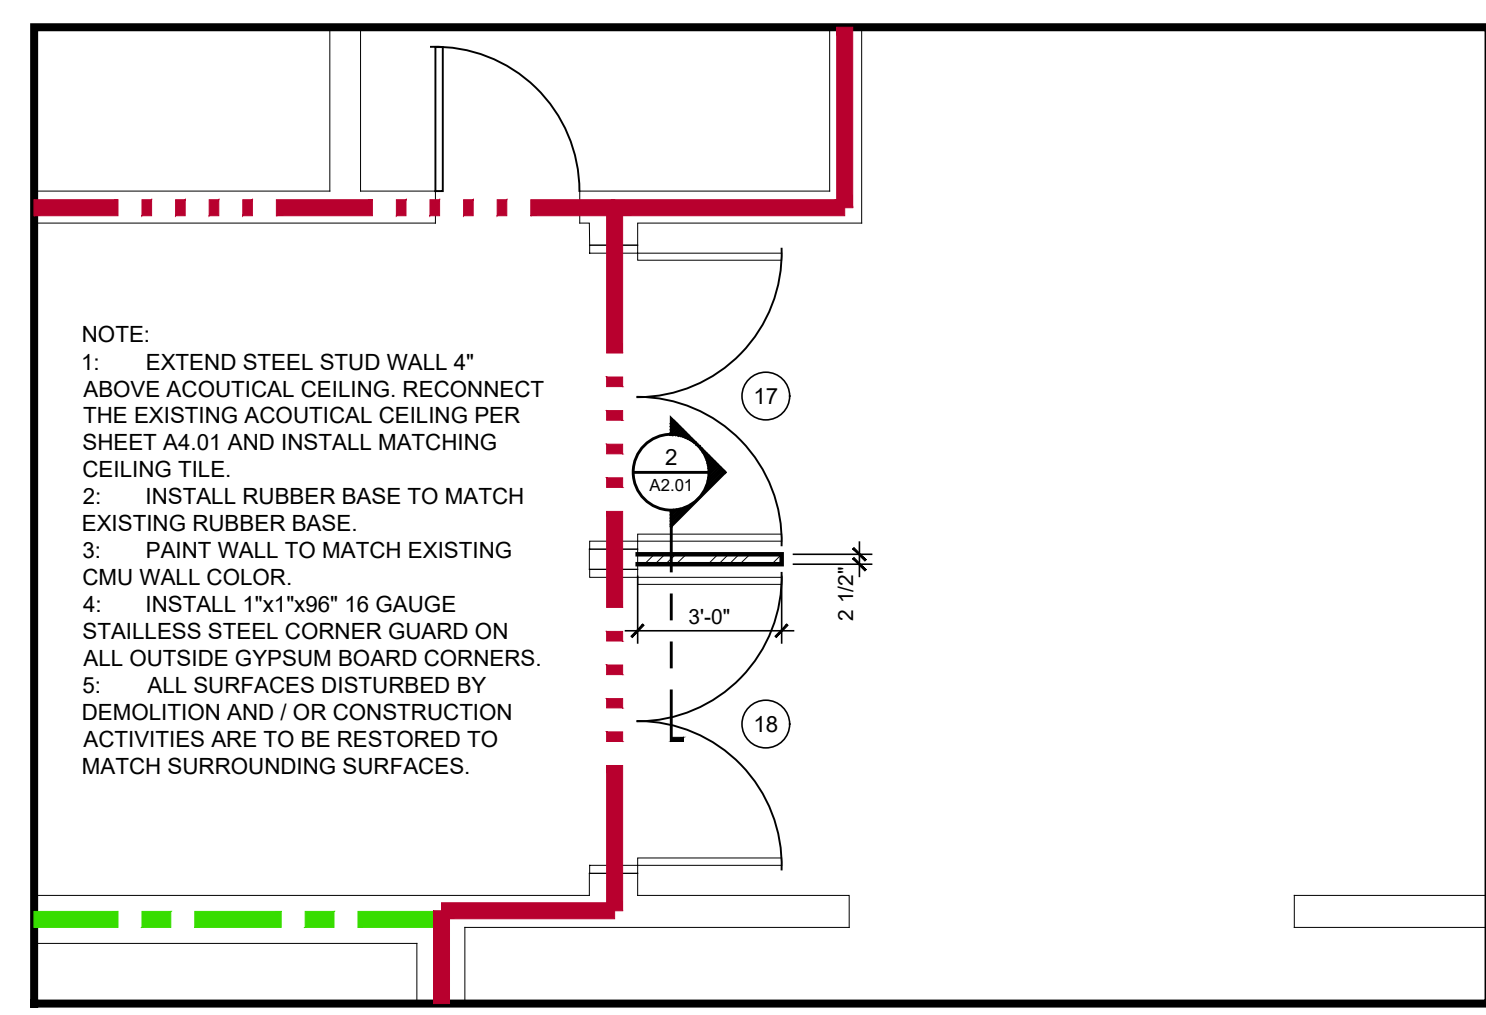 NOTE:
1: EXTEND STEEL STUD WALL 4"
ABOVE ACOUTICAL CEILING. RECONNECT
THE EXISTING ACOUTICAL CEILING PER
SHEET A4.01 AND INSTALL MATCHING
CEILING TILE.
2: INSTALL RUBBER BASE TO MATCH
EXISTING RUBBER BASE.
3: PAINT WALL TO MATCH EXISTING
CMU WALL COLOR.
4: INSTALL 1"x1"x96" 16 GAUGE
STAILLESS STEEL CORNER GUARD ON
ALL OUTSIDE GYPSUM BOARD CORNERS.
5: ALL SURFACES DISTURBED BY
DEMOLITION AND / OR CONSTRUCTION
ACTIVITIES ARE TO BE RESTORED TO
MATCH SURROUNDING SURFACES.
17
2
A2.01
2 1/2"
3'-0"
18